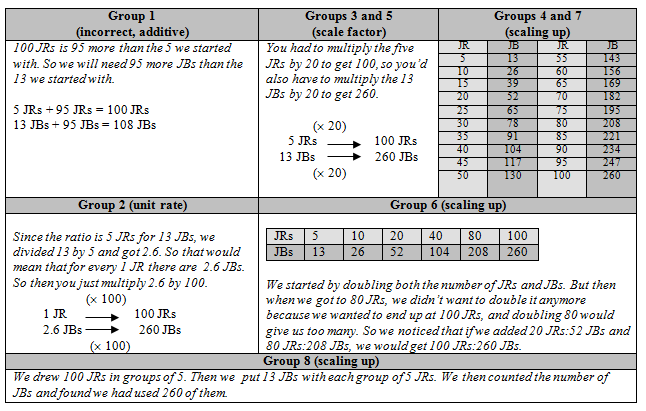 Group 1
(incorrect, additive)
Groups 3 and 5
(scale factor)
Groups 4 and 7
(scaling up)
100 JRs is 95 more than the 5 we started
with. So we will need 95 more JBs than the
13 we started with.
5 JRs + 95 JRs = 100 JRs
13 JBs + 95 JBs = 108 JBs
You had to multiply the five
JRs by 20 to get 100, so you'd
also have to multiply the 13
JBs by 20 to get 260.
(x 20)
5 JRs 100 JRs
13 JBs 260 JBs
(x 20)
JR JB JR JB
5 13 55 143
10 26 60 156
15 39 65 169
20 52 70 182
25 65 75 195
30 78 80 208
35 91 85 221
40 104 90 234
45 117 95 247
50 130 100 260
Group 2 (unit rate)
Since the ratio is 5 JRs for 13 JBs, we
divided 13 by 5 and got 2.6. So that would
mean that for every 1 JR there are 2.6 JBs.
So then you just multiply 2.6 by 100.
(x 100)
1 JR 100 JRs
2.6 JBs 260 JBs
(x 100)
Group 6 (scaling up)
JRs 5 10 20 40 80 100
JBs 13 26 52 104 208 260
We started by doubling both the number of JRs and JBs. But then
when we got to 80 JRs, we didn't want to double it anymore
because we wanted to end up at 100 JRs, and doubling 80 would
give us too many. So we noticed that if we added 20 JRs:52 JBs and
80 JRs:208 JBs, we would get 100 JRs:260 JBs.
Group 8 (scaling up)
We drew 100 JRs in groups of 5. Then we put 13 JBs with each group of 5 JRs. We then counted the number of
JBs and found we had used 260 of them.